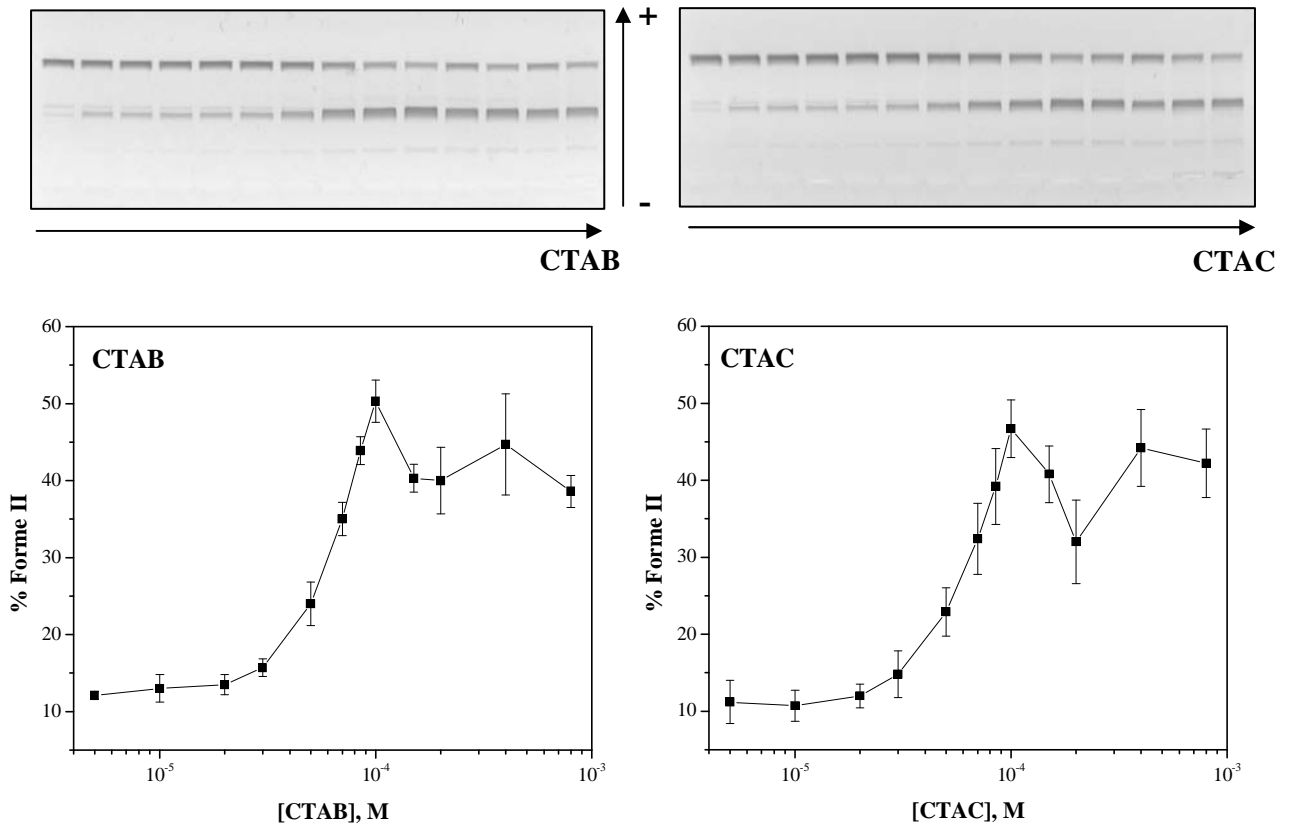 +
-
CTAB
CTAC
CTAB
60
50
40
30
20
10
% Forme II
10-5
10-4
10-3
[CTAB], M
CTAC
60
50
40
30
20
10
% Forme II
10-5
10-4
10-3
[CTAC], M